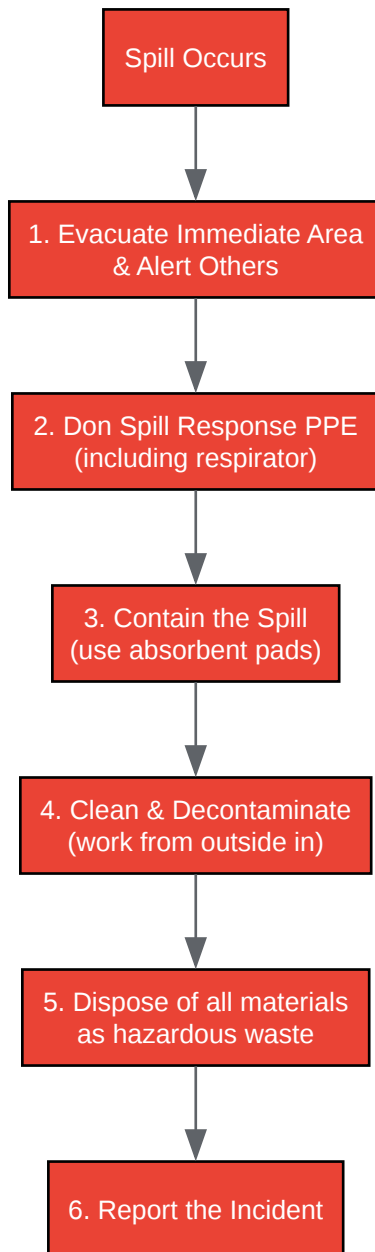 Spill Occurs
1. Evacuate Immediate Area
& Alert Others
2. Don Spill Response PPE
(including respirator)
3. Contain the Spill
(use absorbent pads)
4. Clean & Decontaminate
(work from outside in)
5. Dispose of all materials
as hazardous waste
6. Report the Incident